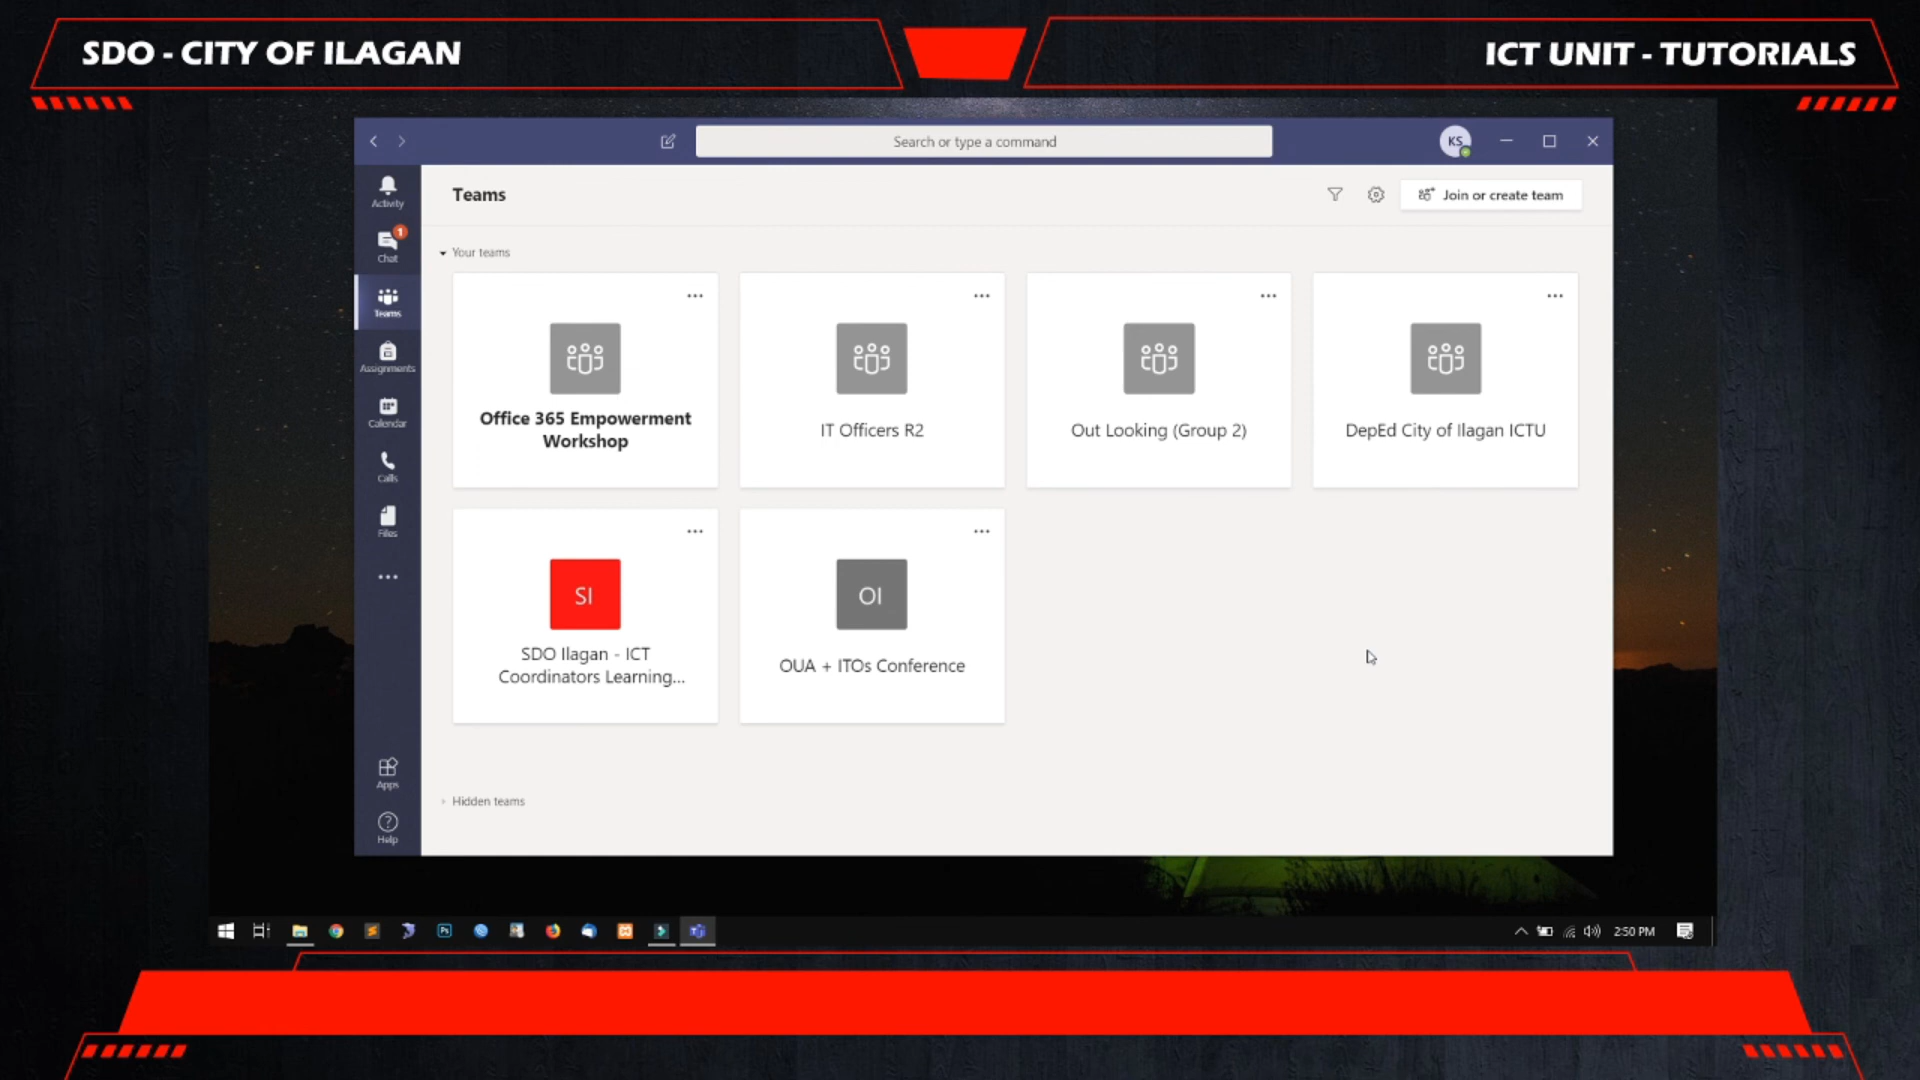 SDO - CITY OF ILAGAN
ICT UNIT - TUTORIALS
Search or type a command
KS
Activity
1
Chat
Teams
Assignments
Calendar
Calls
Files
Apps
Help
Teams
Join or create team
Your teams
Office 365 Empowerment
Workshop
IT Officers R2
Out Looking (Group 2)
DepEd City of Ilagan ICTU
SI
SDO Ilagan - ICT
Coordinators Learning...
OI
OUA + ITOs Conference
Hidden teams
Ps
2:50 PM